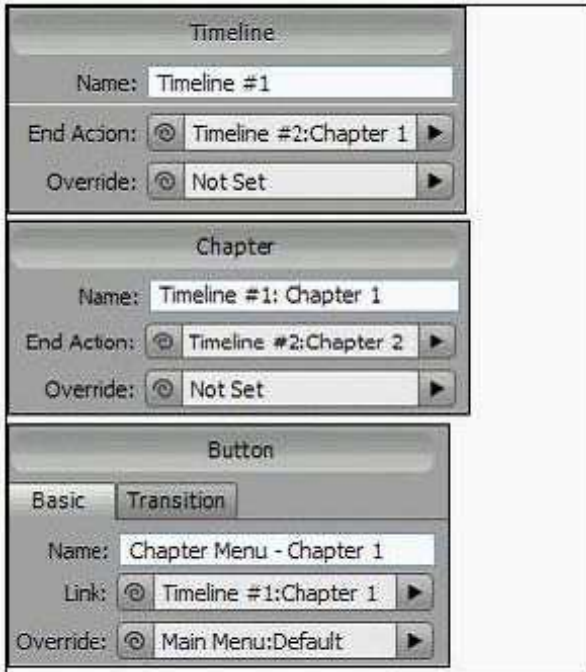 Timeline
Name: Timeline #1
End Action: Timeline #2:Chapter 1
Override: Not Set
Chapter
Name: Timeline #1: Chapter 1
End Action: Timeline #2:Chapter 2
Override: Not Set
Button
Basic Transition
Name: Chapter Menu - Chapter 1
Link: Timeline #1:Chapter 1
Override: Main Menu:Default